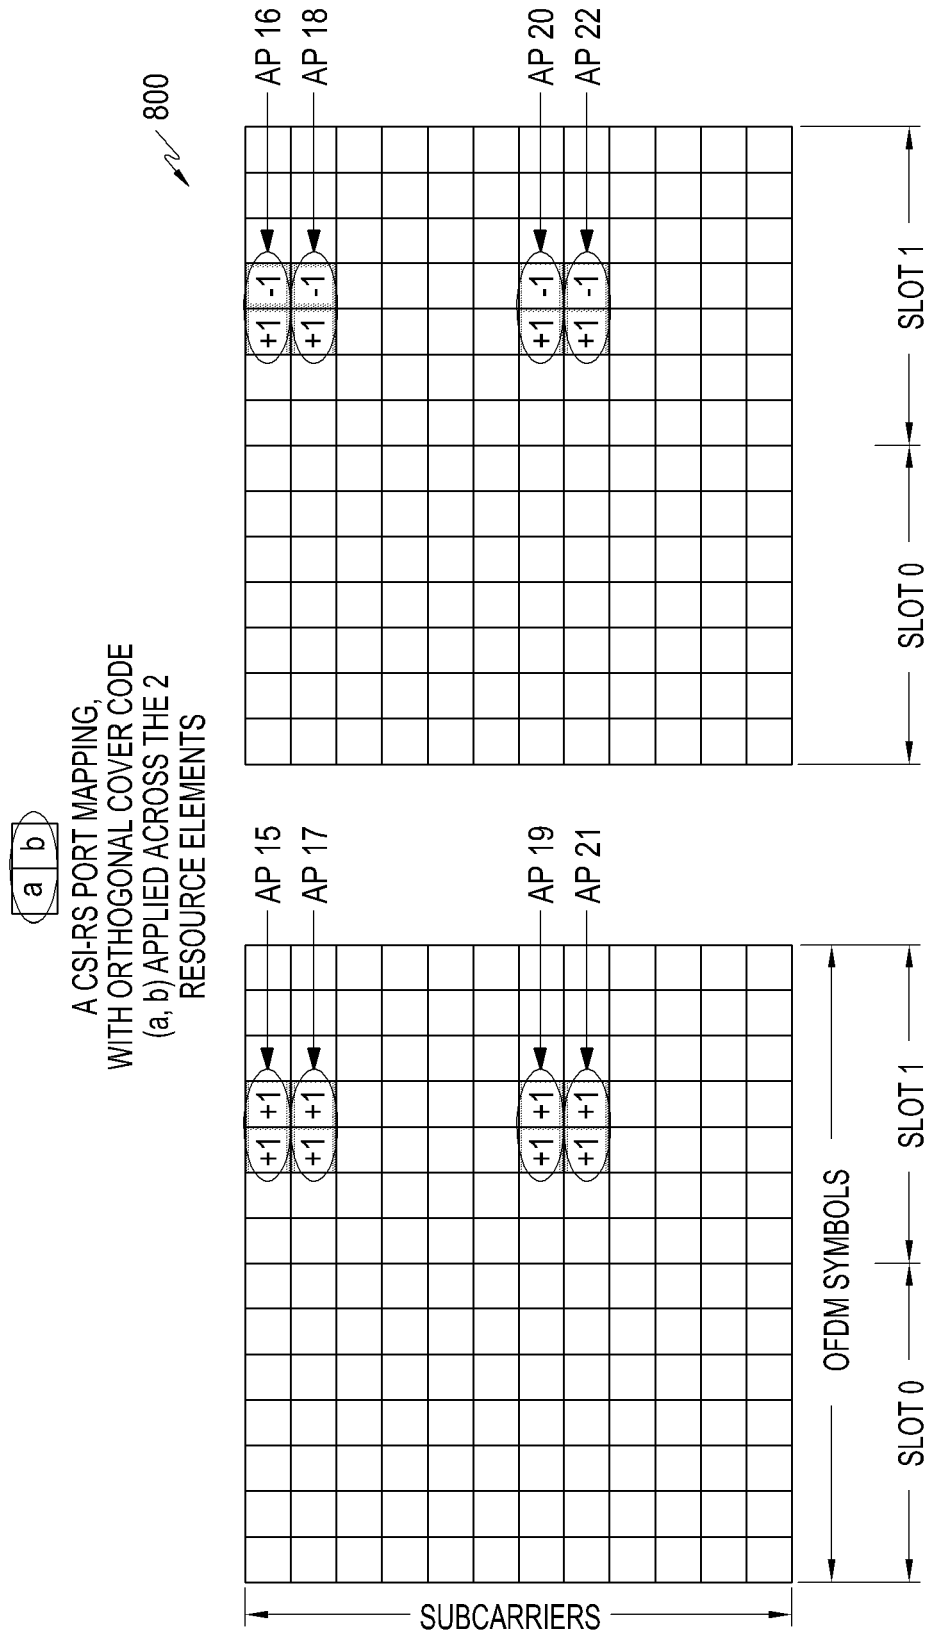 a b
A CSI-RS PORT MAPPING,
WITH ORTHOGONAL COVER CODE
(a, b) APPLIED ACROSS THE 2
RESOURCE ELEMENTS
800
+1 +1 AP 15
+1 +1 AP 17
+1 +1 AP 19
+1 +1 AP 21
SUBCARRIERS
OFDM SYMBOLS
SLOT 0 SLOT 1
+1 -1 AP 16
+1 -1 AP 18
+1 -1 AP 20
+1 -1 AP 22
SLOT 0 SLOT 1